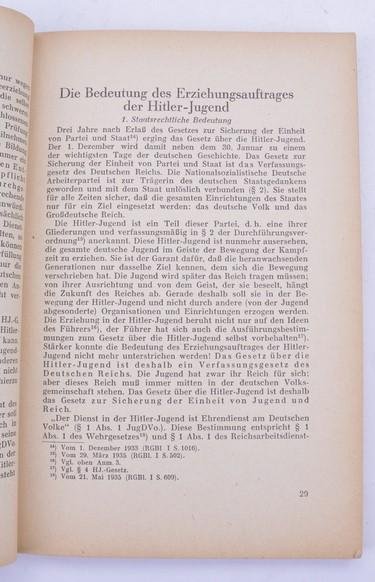 nur wegen
Die Bedeutung des Erziehungsauftrages
der Hitler-Jugend
1. Staatsrechtliche Bedeutung
Drei Jahre nach Erlaß des Gesetzes zur Sicherung der Einheit
von Partei und Staat¹⁴) erging das Gesetz über die Hitler-Jugend.
Der 1. Dezember wird damit neben dem 30. Januar zu einem
der wichtigsten Tage der deutschen Geschichte. Das Gesetz zur
Sicherung der Einheit von Partei und Staat ist das Verfassungs-
gesetz des Deutschen Reichs. Die Nationalsozialistische Deutsche
Arbeiterpartei ist zur Trägerin des deutschen Staatsgedankens
geworden und mit dem Staat unlöslich verbunden (§ 2). Sie stellt
für alle Zeiten sicher, daß die gesamten Einrichtungen des Staates
nur für ein Ziel eingesetzt werden: das deutsche Volk und das
Großdeutsche Reich.
Die Hitler-Jugend ist ein Teil dieser Partei, d. h. eine ihrer
Gliederungen und verfassungsmäßig in § 2 der Durchführungsver-
ordnung¹⁵) anerkannt. Diese Hitler-Jugend ist nunmehr ausersehen,
die gesamte deutsche Jugend im Geiste der Bewegung der Kampf-
zeit zu erziehen. Sie ist der Garant dafür, daß die heranwachsenden
Generationen nur dasselbe Ziel kennen, dem sich die Bewegung
verschrieben hat. Die Jugend wird später das Reich tragen müssen;
von ihrer Ausrichtung und von dem Geist, der sie beseelt, hängt
die Zukunft des Reiches ab. Gerade deshalb soll sie in der Be-
wegung der Hitler-Jugend und nicht durch andere (von der Jugend
abgesonderte) Organisationen und Einrichtungen erzogen werden.
Die Erziehung in der Hitler-Jugend beruht nicht nur auf den Ideen
des Führers¹⁶), der Führer hat sich auch die Ausführungsbestim-
mungen zum Gesetz über die Hitler-Jugend selbst vorbehalten¹⁷).
Stärker konnte die Bedeutung des Erziehungsauftrages der Hitler-
Jugend nicht mehr unterstrichen werden! Das Gesetz über die
Hitler-Jugend ist deshalb ein Verfassungsgesetz des
Deutschen Reichs. Die Jugend hat zwar ihr Reich für sich;
aber dieses Reich muß immer mitten in der deutschen Volks-
gemeinschaft stehen. Das Gesetz über die Hitler-Jugend ist deshalb
das Gesetz zur Sicherung der Einheit von Jugend und
Reich.
„Der Dienst in der Hitler-Jugend ist Ehrendienst am Deutschen
Volke“ (§ 1 Abs. 1 JugDVo.). Diese Bestimmung entspricht § 1
Abs. 1 des Wehrgesetzes¹⁸) und § 1 Abs. 1 des Reichsarbeitsdienst-
¹⁴) Vom 1. Dezember 1933 (RGBl. I S. 1016).
¹⁵) Vom 29. März 1935 (RGBl. I S. 502).
¹⁶) Vgl. oben Anm. 3.
¹⁷) Vgl. § 4 HJ.-Gesetz.
¹⁸) Vom 21. Mai 1935 (RGBl. I S. 609).
29